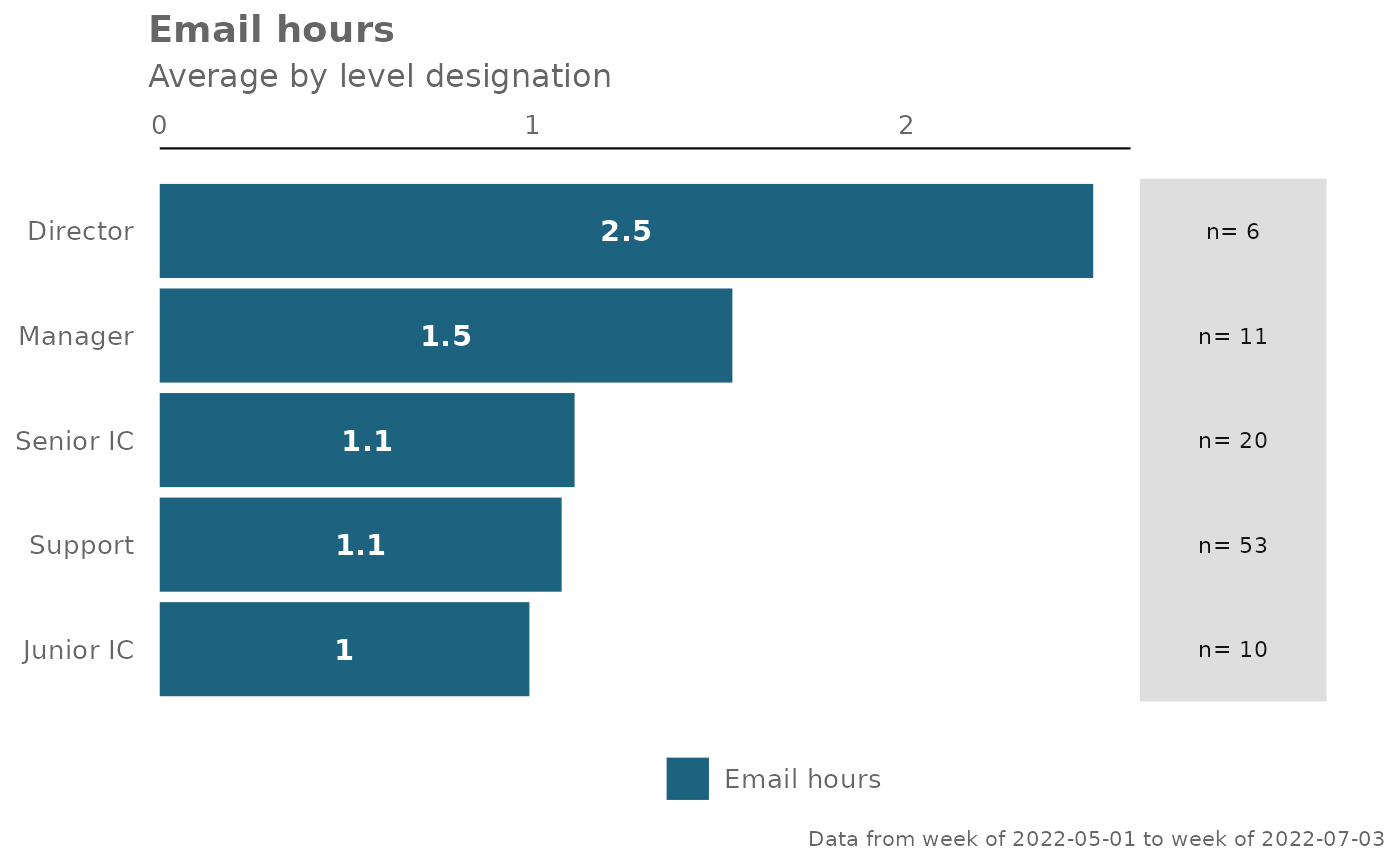 Email hours
Average by level designation
0 1 2
Director 2.5 n= 6
Manager 1.5 n= 11
Senior IC 1.1 n= 20
Support 1.1 n= 53
Junior IC 1 n= 10
Email hours
Data from week of 2022-05-01 to week of 2022-07-03